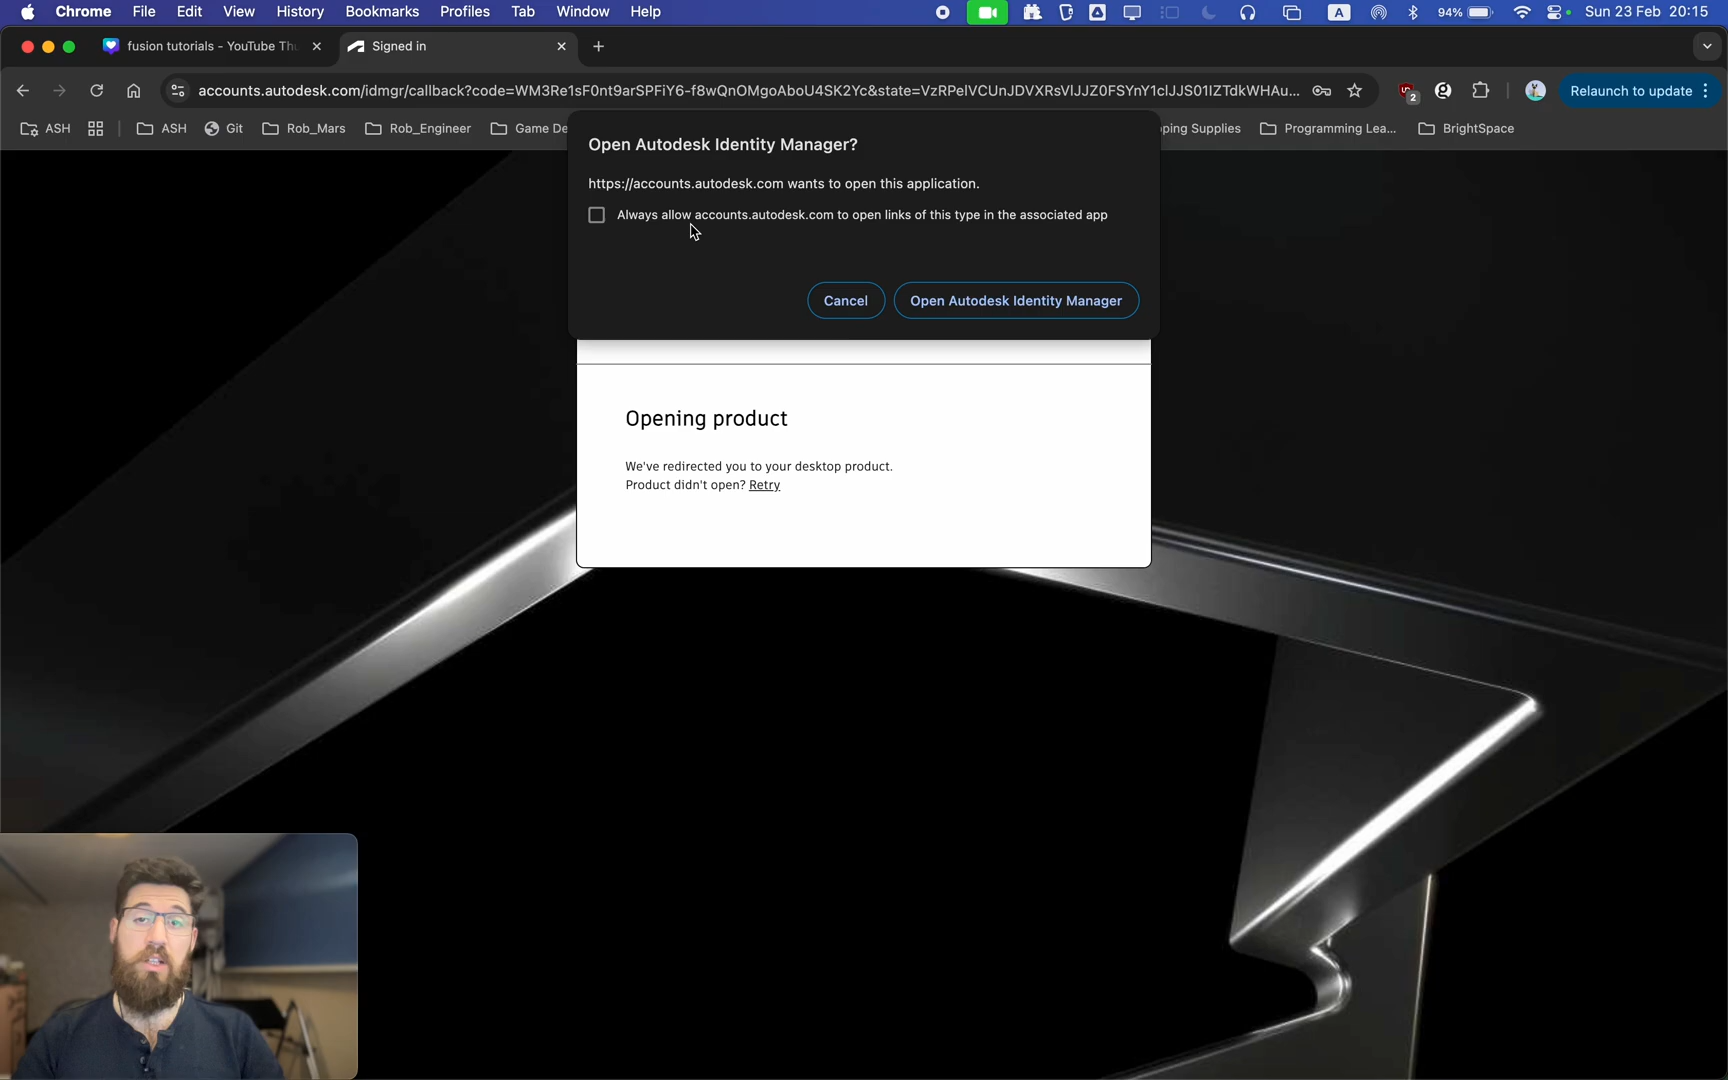 Chrome File Edit View History Bookmarks Profiles Tab Window Help A 94% Sun 23 Feb 20:15
fusion tutorials - YouTube Th Signed in
accounts.autodesk.com/idmgr/callback?code=WM3Re1sF0nt9arSPFiY6-f8wQnOMgoAboU4SK2Yc&state=VzRPelVCUnJDVXRsVlJJZ0FSYnY1clJJS01IZTdkWHAu... 2 Relaunch to update
ASH ASH Git Rob_Mars Rob_Engineer Game De ping Supplies Programming Lea... BrightSpace
Open Autodesk Identity Manager?
https://accounts.autodesk.com wants to open this application.
Always allow accounts.autodesk.com to open links of this type in the associated app
Cancel Open Autodesk Identity Manager
Opening product
We've redirected you to your desktop product.
Product didn't open? Retry